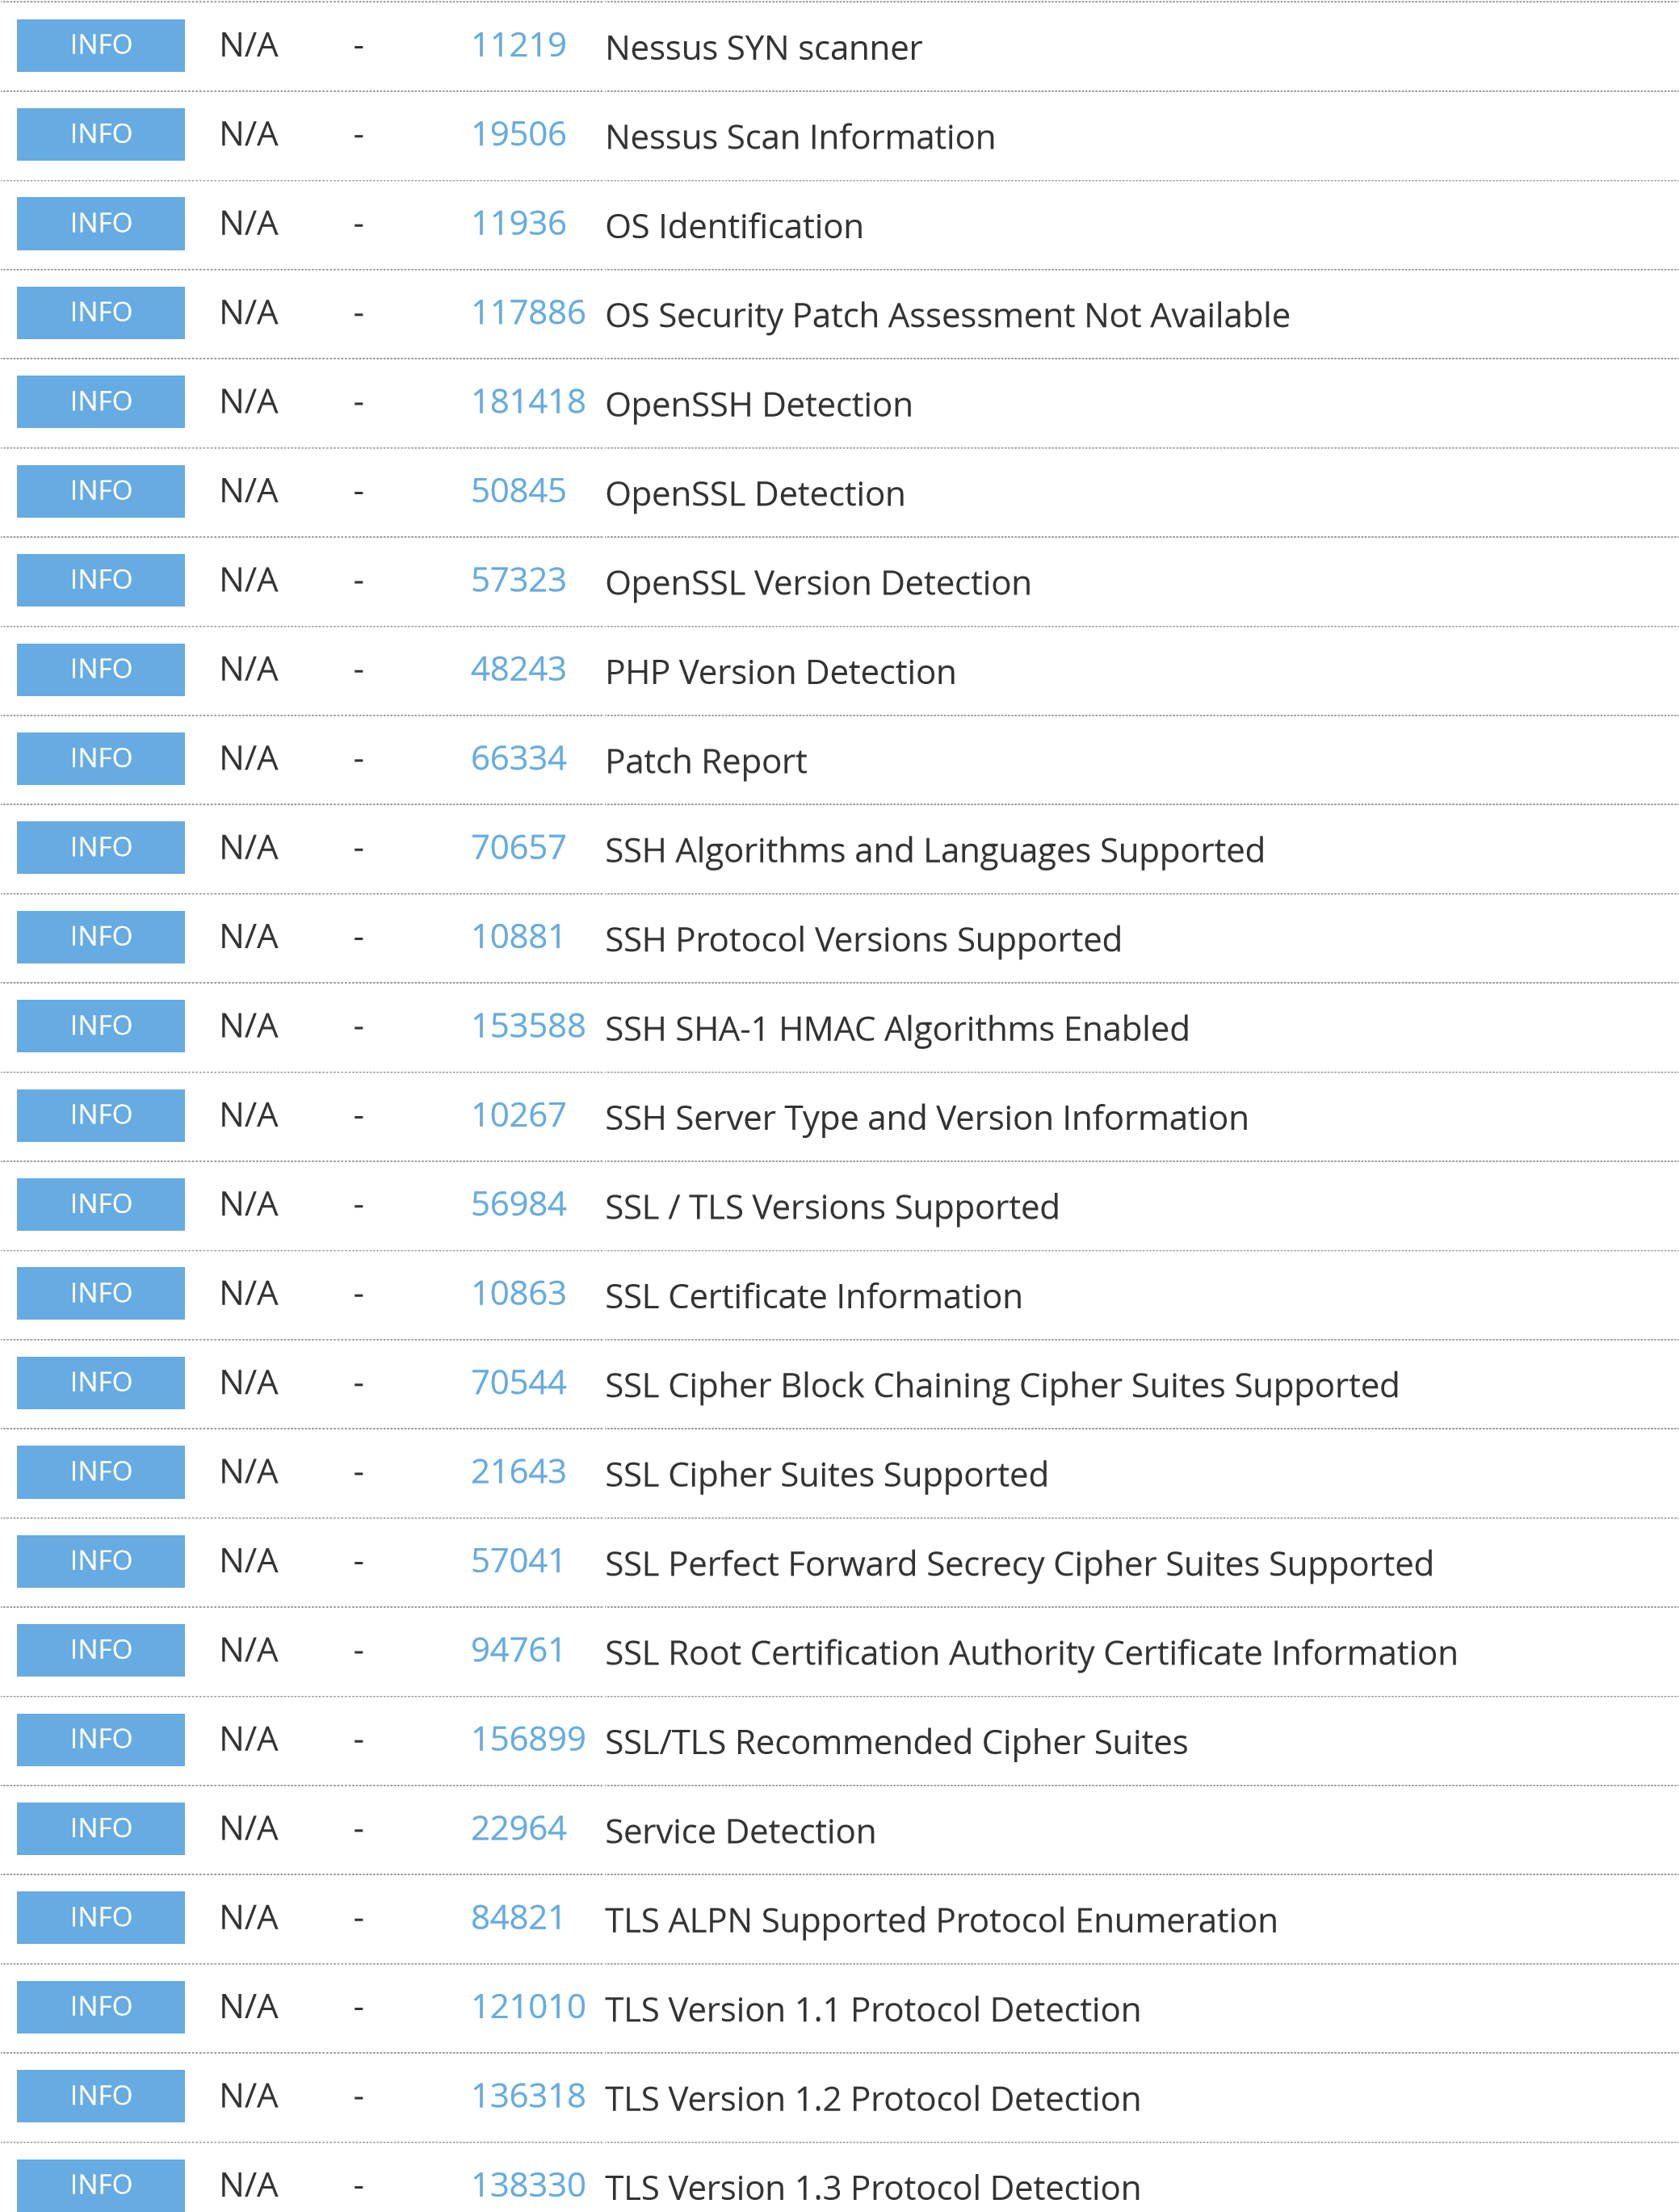 INFO N/A - 11219 Nessus SYN scanner
INFO N/A - 19506 Nessus Scan Information
INFO N/A - 11936 OS Identification
INFO N/A - 117886 OS Security Patch Assessment Not Available
INFO N/A - 181418 OpenSSH Detection
INFO N/A - 50845 OpenSSL Detection
INFO N/A - 57323 OpenSSL Version Detection
INFO N/A - 48243 PHP Version Detection
INFO N/A - 66334 Patch Report
INFO N/A - 70657 SSH Algorithms and Languages Supported
INFO N/A - 10881 SSH Protocol Versions Supported
INFO N/A - 153588 SSH SHA-1 HMAC Algorithms Enabled
INFO N/A - 10267 SSH Server Type and Version Information
INFO N/A - 56984 SSL / TLS Versions Supported
INFO N/A - 10863 SSL Certificate Information
INFO N/A - 70544 SSL Cipher Block Chaining Cipher Suites Supported
INFO N/A - 21643 SSL Cipher Suites Supported
INFO N/A - 57041 SSL Perfect Forward Secrecy Cipher Suites Supported
INFO N/A - 94761 SSL Root Certification Authority Certificate Information
INFO N/A - 156899 SSL/TLS Recommended Cipher Suites
INFO N/A - 22964 Service Detection
INFO N/A - 84821 TLS ALPN Supported Protocol Enumeration
INFO N/A - 121010 TLS Version 1.1 Protocol Detection
INFO N/A - 136318 TLS Version 1.2 Protocol Detection
INFO N/A - 138330 TLS Version 1.3 Protocol Detection